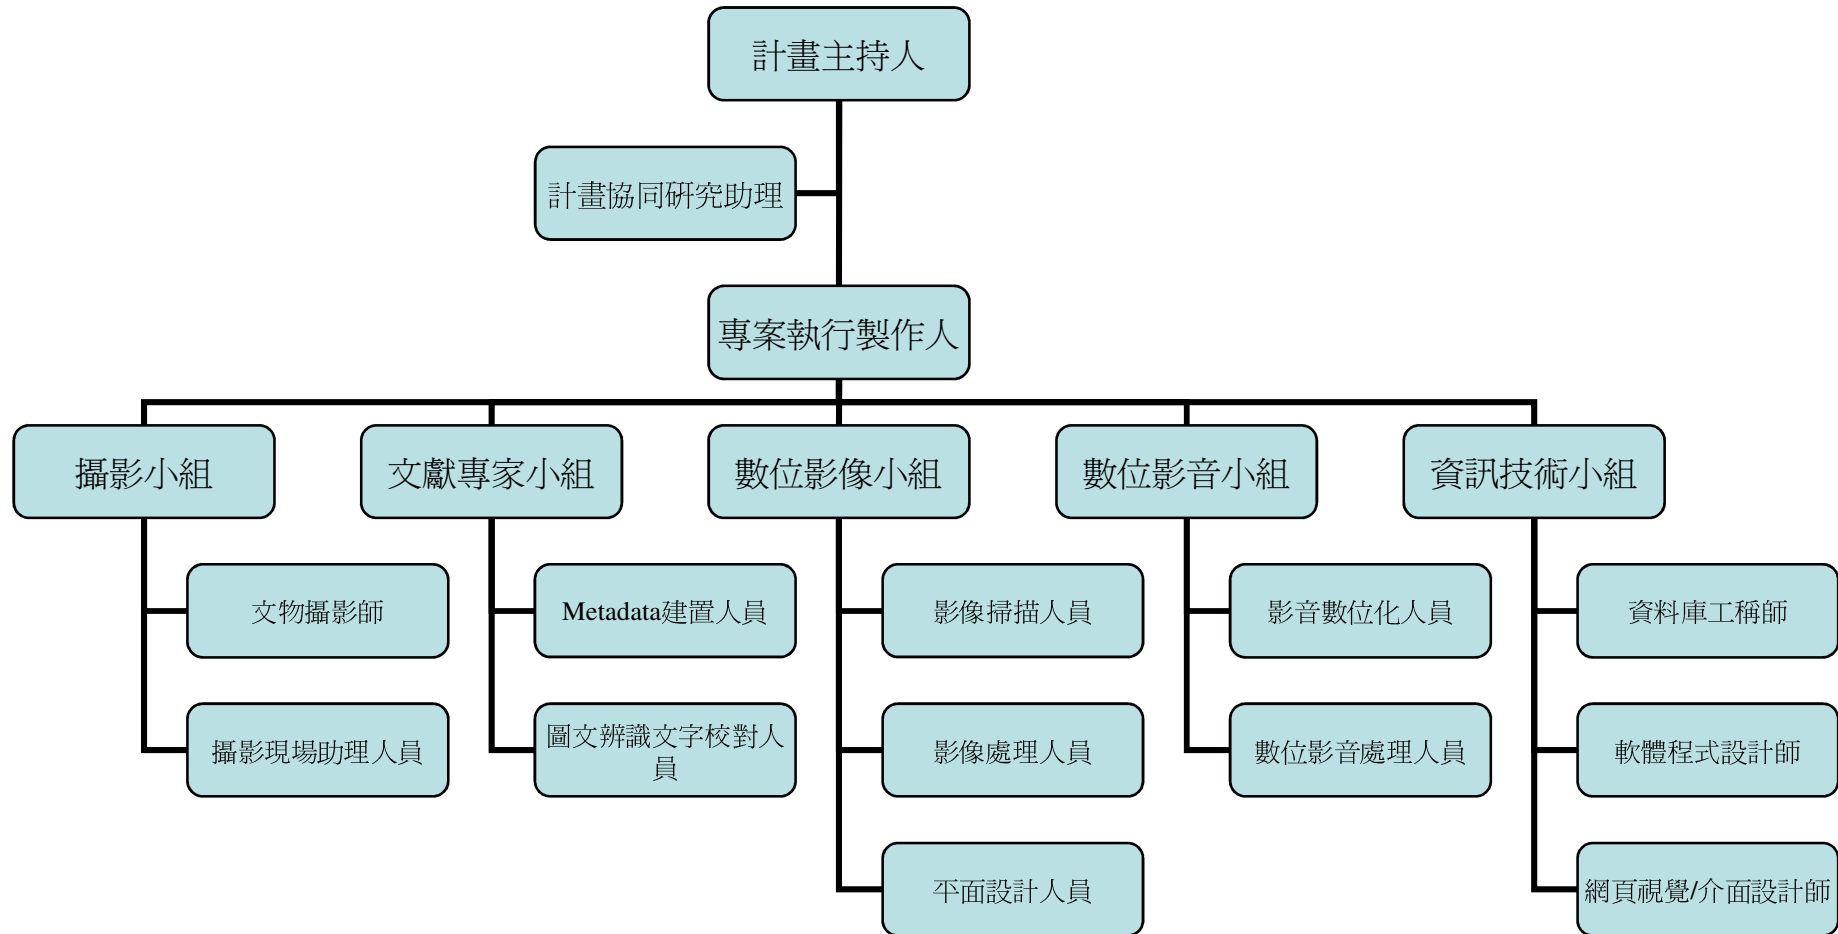 計畫主持人
計畫協同研究助理
專案執行製作人
攝影小組
文獻專家小組
數位影像小組
數位影音小組
資訊技術小組
文物攝影師
Metadata建置人員
影像掃描人員
影音數位化人員
資料庫工稱師
攝影現場助理人員
圖文辨識文字校對人
員
影像處理人員
數位影音處理人員
軟體程式設計師
平面設計人員
網頁視覺/介面設計師